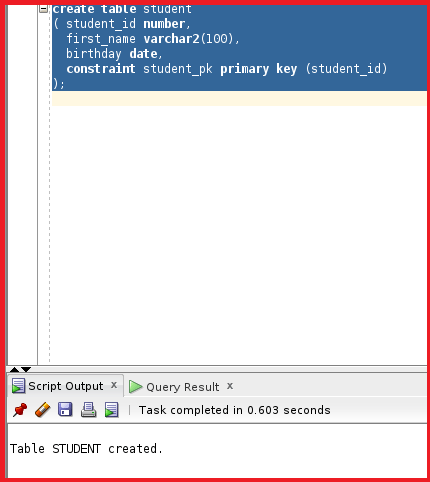 create table student
( student_id number,
first_name varchar2(100),
birthday date,
constraint student_pk primary key (student_id)
);
Script Output x Query Result x
Task completed in 0.603 seconds
Table STUDENT created.